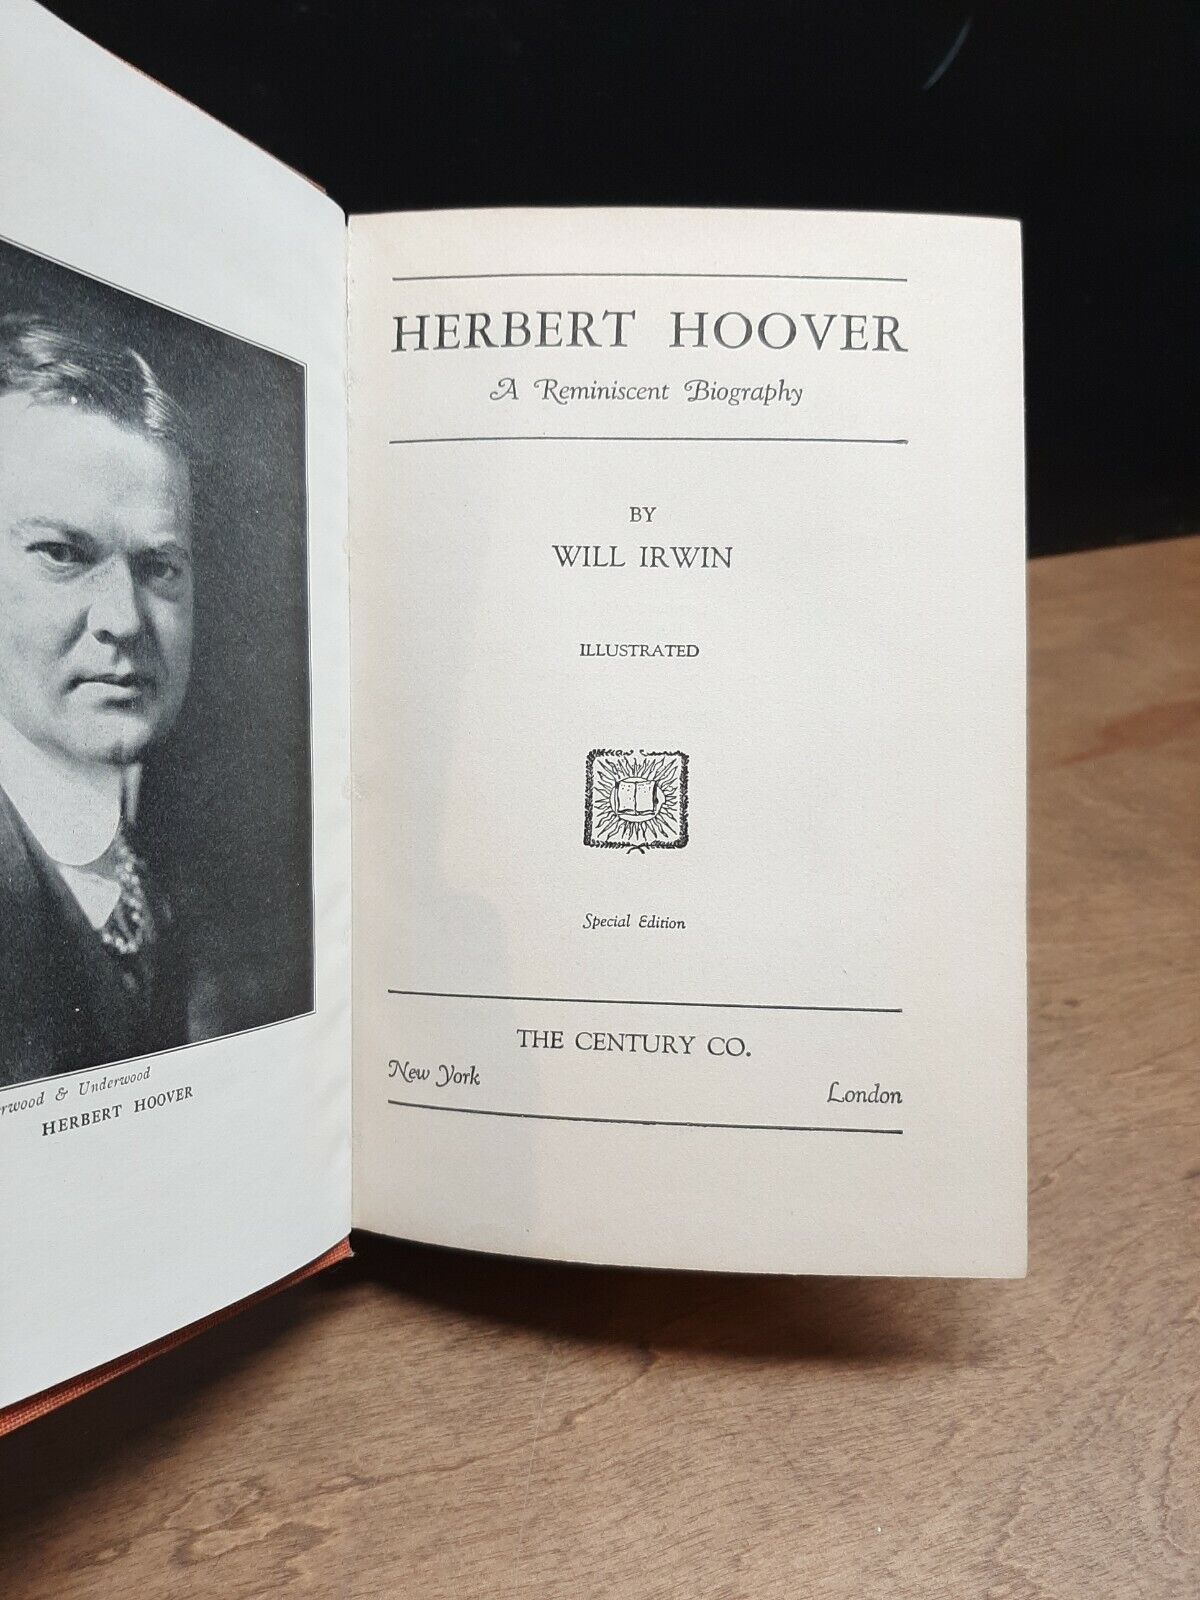 & Underwood
HERBERT HOOVER
HERBERT HOOVER
A Reminiscent Biography
BY
WILL IRWIN
ILLUSTRATED
Special Edition
THE CENTURY CO.
New York
London